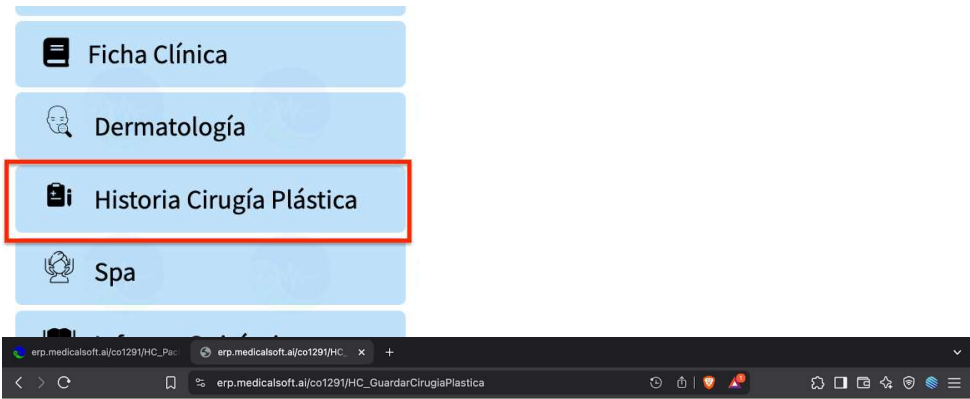 Ficha Clínica
Dermatología
Historia Cirugía Plástica
Spa
erp.medicalsoft.ai/co1291/HC_Pac
erp.medicalsoft.ai/co1291/HC_
erp.medicalsoft.ai/co1291/HC_GuardarCirugiaPlastica